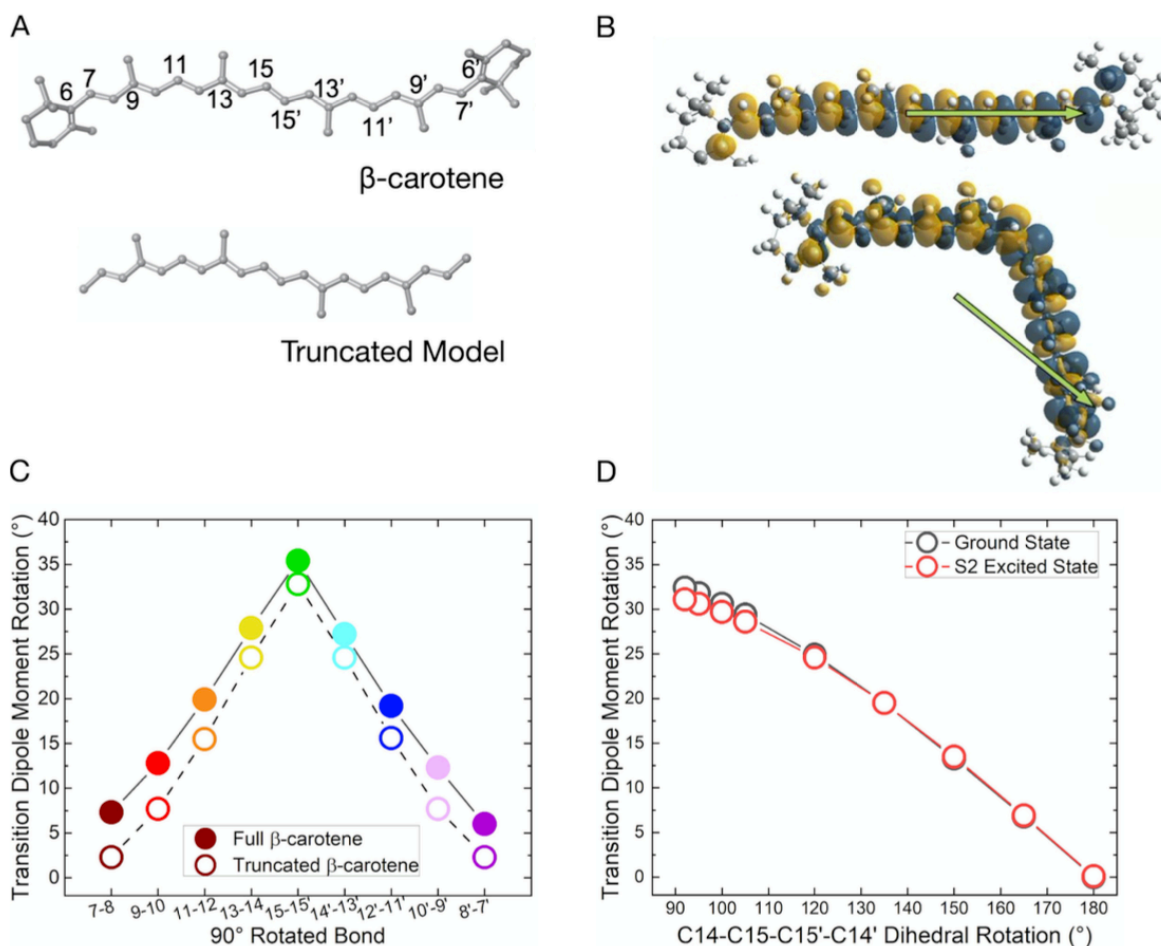 A
B
6
7
9
11
13
15
15'
13'
11'
9'
7'
6'
β-carotene
Truncated Model
C
D
Transition Dipole Moment Rotation (°)
40
35
30
25
20
15
10
5
0
Full β-carotene
Truncated β-carotene
7-8
9-10
11-12
13-14
15-15'
14'-13'
12'-11'
10'-9'
8'-7'
90° Rotated Bond
Transition Dipole Moment Rotation (°)
40
35
30
25
20
15
10
5
0
Ground State
S2 Excited State
90 100 110 120 130 140 150 160 170 180
C14-C15-C15'-C14' Dihedral Rotation (°)